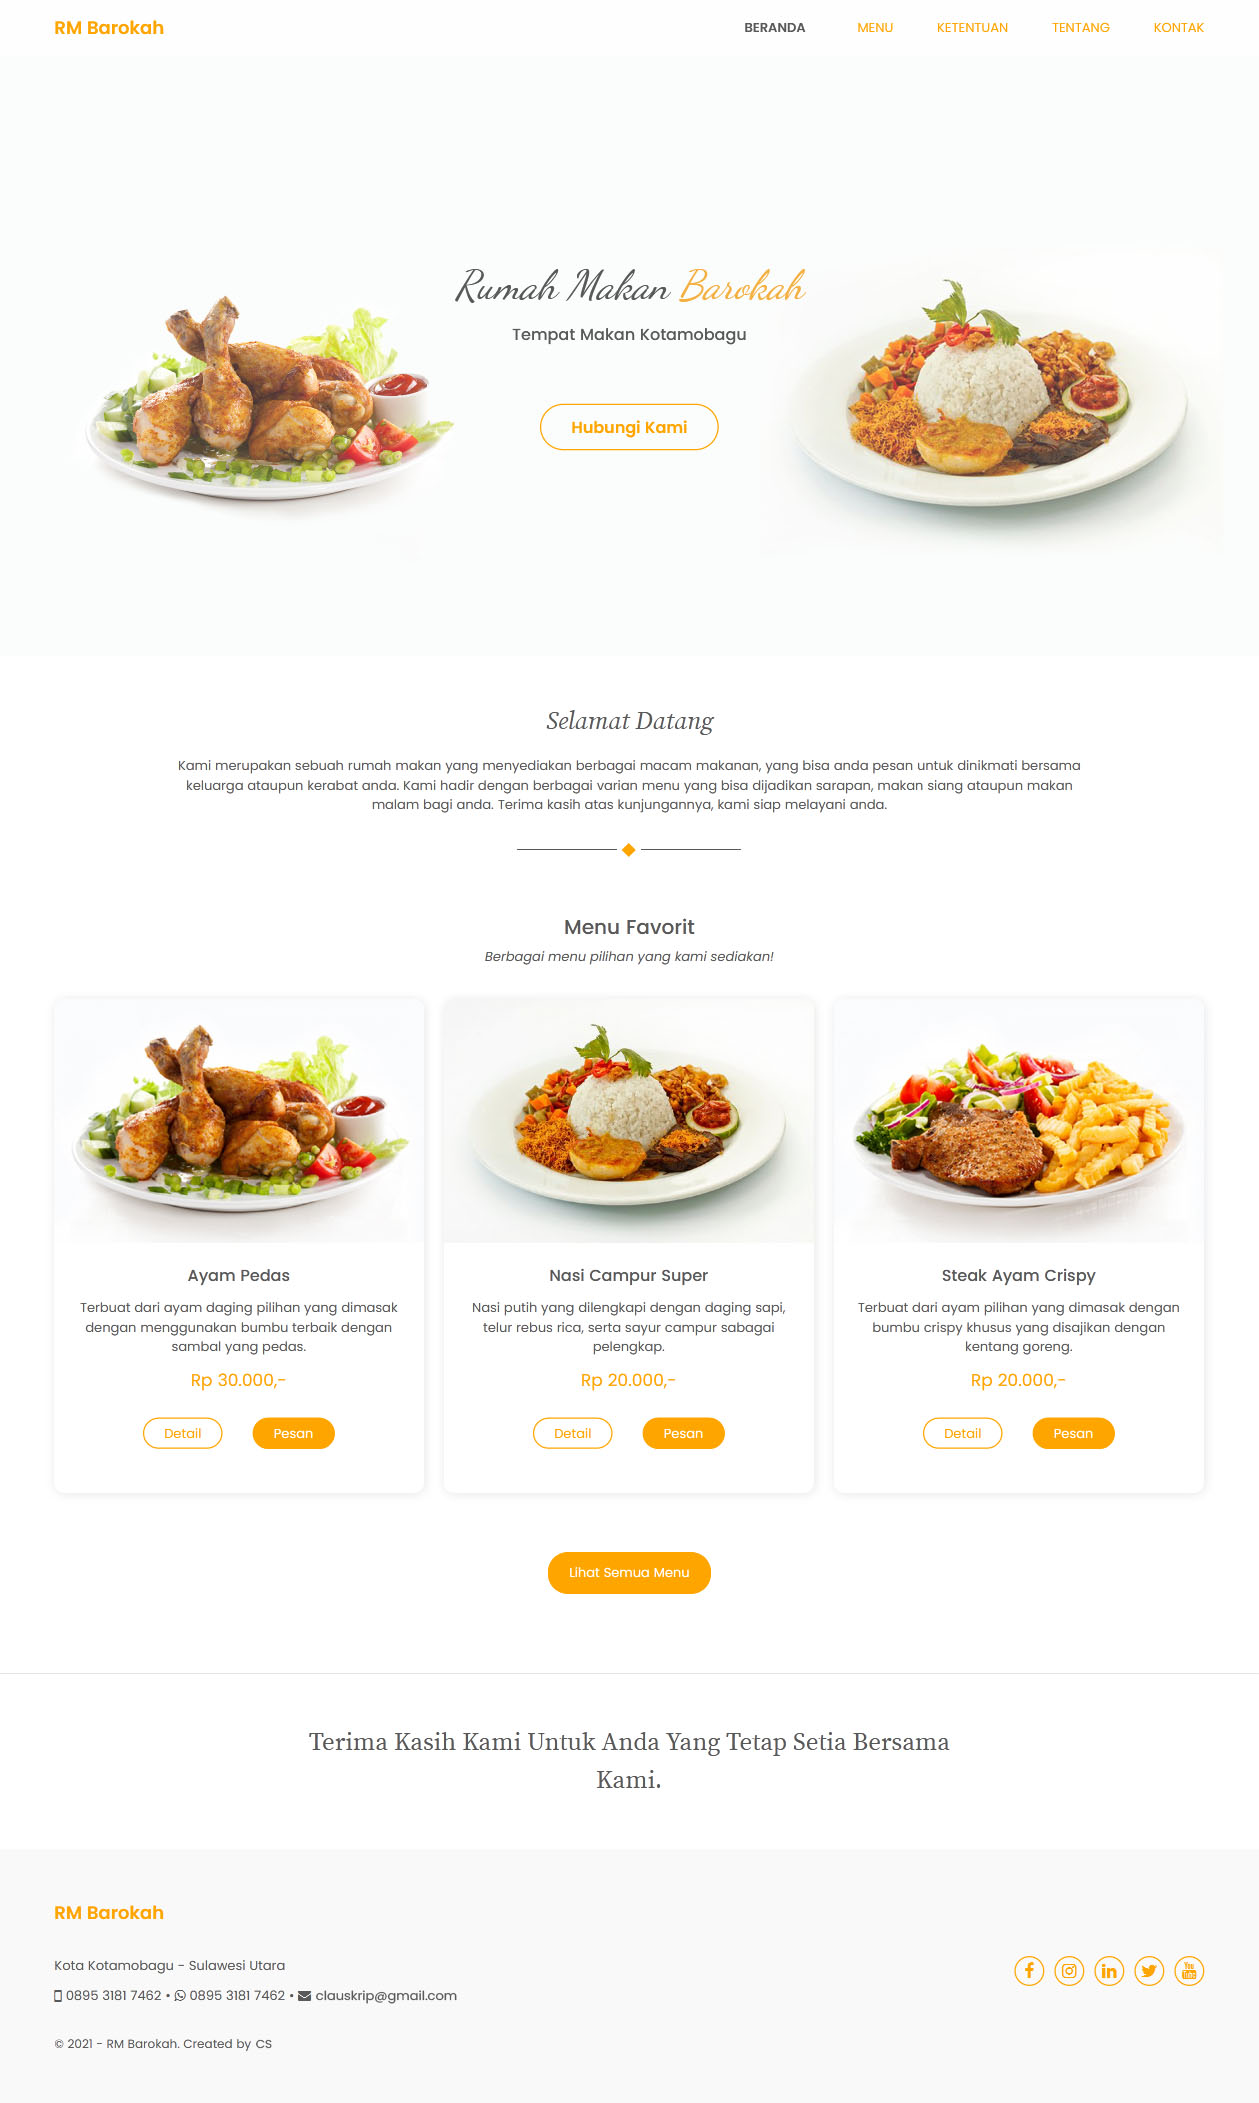 RM Barokah
BERANDA MENU KETENTUAN TENTANG KONTAK
Rumah Makan Barokah
Tempat Makan Kotamobagu
Hubungi Kami
Selamat Datang
Kami merupakan sebuah rumah makan yang menyediakan berbagai macam makanan, yang bisa anda pesan untuk dinikmati bersama
keluarga ataupun kerabat anda. Kami hadir dengan berbagai varian menu yang bisa dijadikan sarapan, makan siang ataupun makan
malam bagi anda. Terima kasih atas kunjungannya, kami siap melayani anda.
Menu Favorit
Berbagai menu pilihan yang kami sediakan!
Ayam Pedas
Terbuat dari ayam daging pilihan yang dimasak
dengan menggunakan bumbu terbaik dengan
sambal yang pedas.
Rp 30.000,-
Detail Pesan
Nasi Campur Super
Nasi putih yang dilengkapi dengan daging sapi,
telur rebus rica, serta sayur campur sabagai
pelengkap.
Rp 20.000,-
Detail Pesan
Steak Ayam Crispy
Terbuat dari ayam pilihan yang dimasak dengan
bumbu crispy khusus yang disajikan dengan
kentang goreng.
Rp 20.000,-
Detail Pesan
Lihat Semua Menu
Terima Kasih Kami Untuk Anda Yang Tetap Setia Bersama
Kami.
RM Barokah
Kota Kotamobagu - Sulawesi Utara
0895 3181 7462 • 0895 3181 7462 • clauskrip@gmail.com
© 2021 - RM Barokah. Created by CS